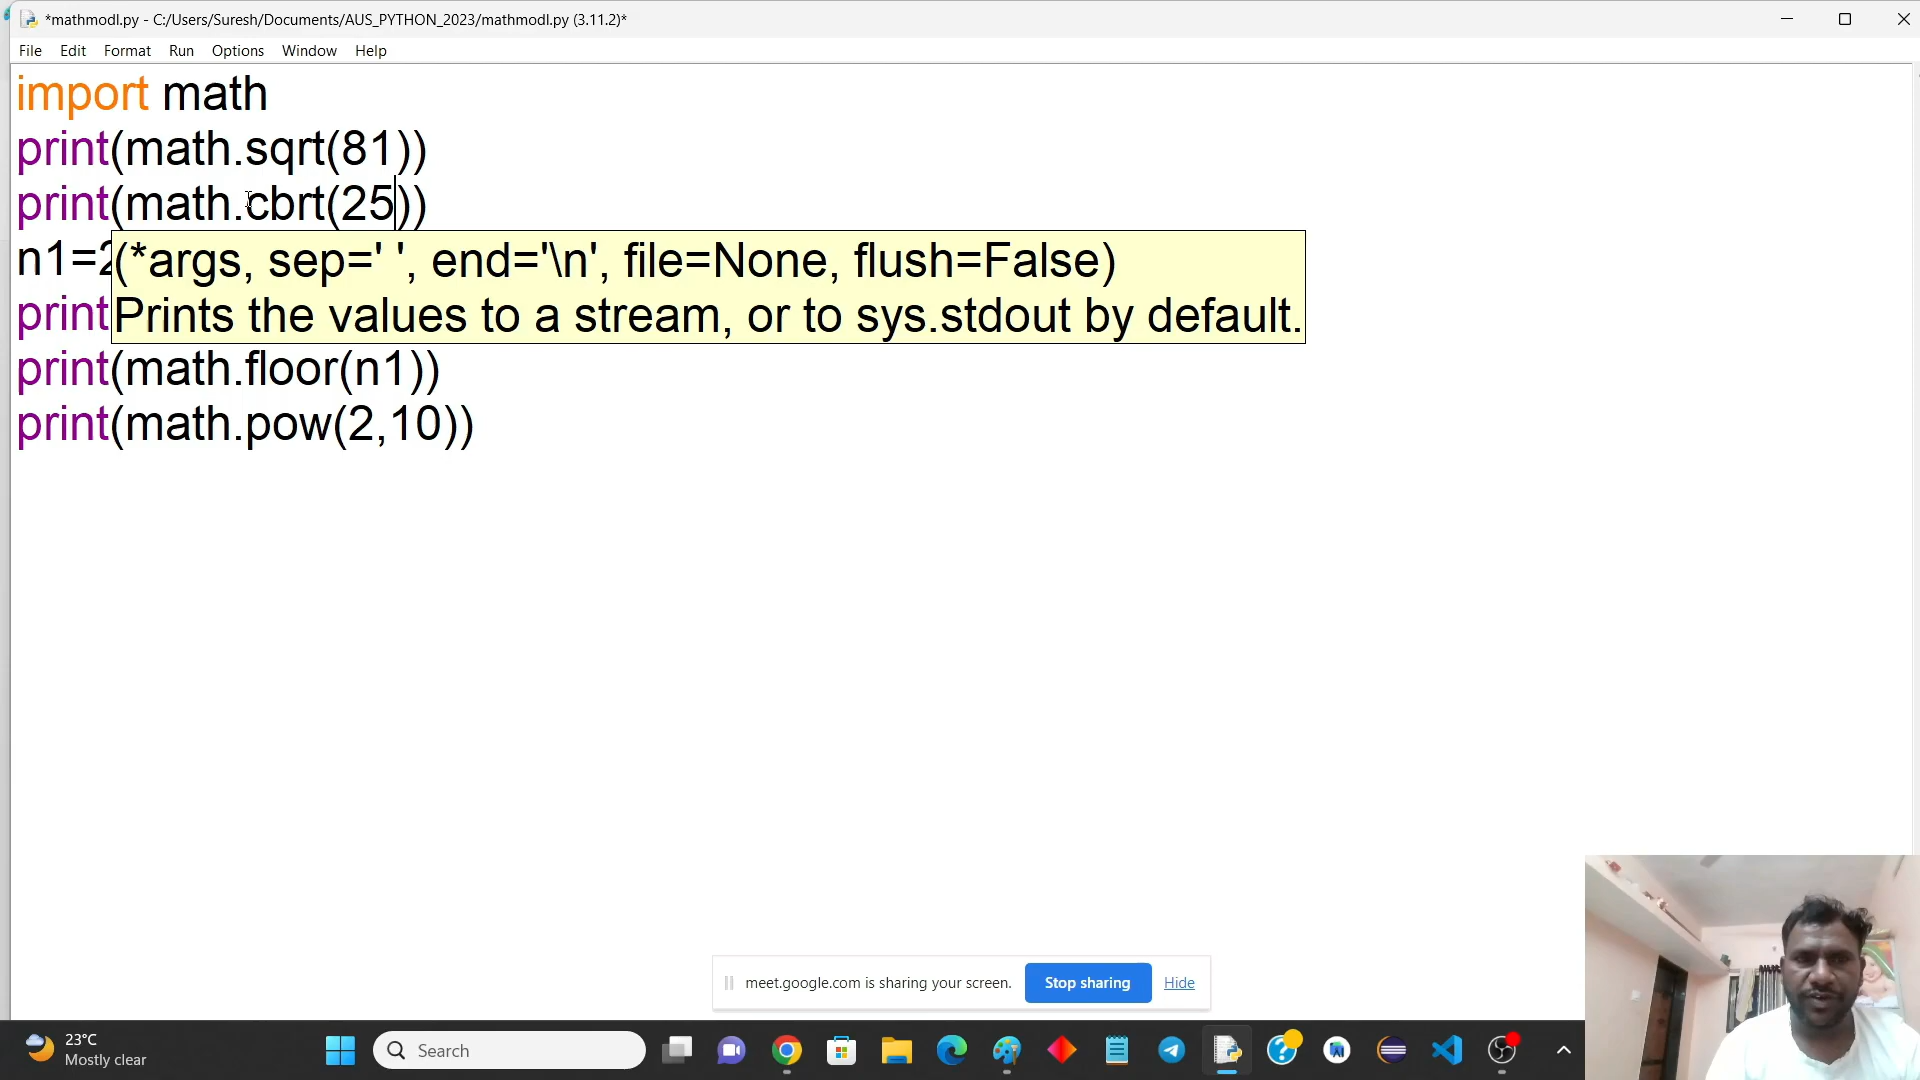 *mathmodl.py - C:/Users/Suresh/Documents/AUS_PYTHON_2023/mathmodl.py (3.11.2)*
File Edit Format Run Options Window Help
import math
print(math.sqrt(81))
print(math.cbrt(25))
n1=2
(*args, sep=' ', end='\n', file=None, flush=False)
print
Prints the values to a stream, or to sys.stdout by default.
print(math.floor(n1))
print(math.pow(2,10))
meet.google.com is sharing your screen. Stop sharing Hide
23°C
Mostly clear
Search